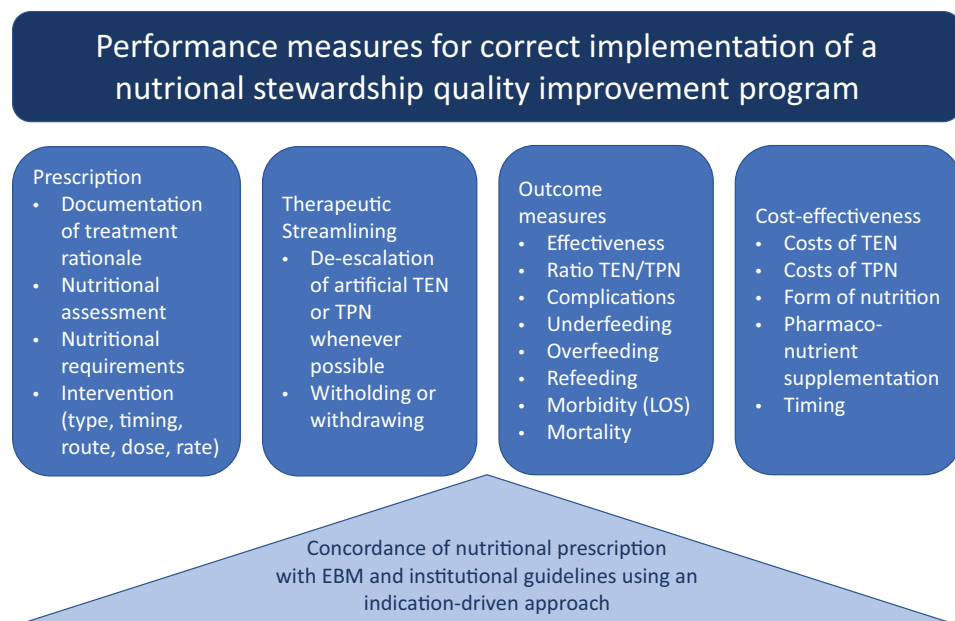 Performance measures for correct implementation of a
nutrional stewardship quality improvement program
Prescription
• Documentation
of treatment
rationale
• Nutritional
assessment
• Nutritional
requirements
• Intervention
(type, timing,
route, dose, rate)
Therapeutic
Streamlining
• De-escalation
of artificial TEN
or TPN
whenever
possible
• Witholding or
withdrawing
Outcome
measures
• Effectiveness
• Ratio TEN/TPN
• Complications
• Underfeeding
• Overfeeding
• Refeeding
• Morbidity (LOS)
• Mortality
Cost-effectiveness
• Costs of TEN
• Costs of TPN
• Form of nutrition
• Pharmaco-
nutrient
supplementation
• Timing
Concordance of nutritional prescription
with EBM and institutional guidelines using an
indication-driven approach